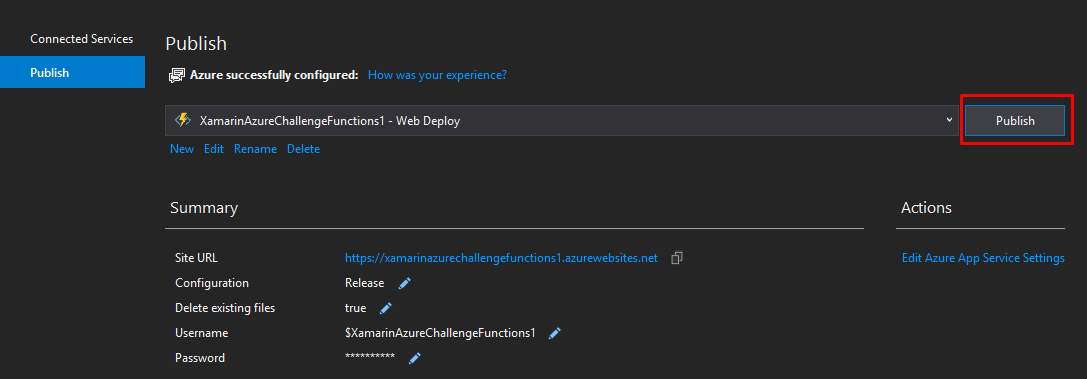 Connected Services
Publish
Publish
Azure successfully configured: How was your experience?
XamarinAzureChallengeFunctions1 - Web Deploy
Publish
New Edit Rename Delete
Summary
Actions
Site URL https://xamarinazurechallengefunctions1.azurewebsites.net
Edit Azure App Service Settings
Configuration Release
Delete existing files true
Username $XamarinAzureChallengeFunctions1
Password **********